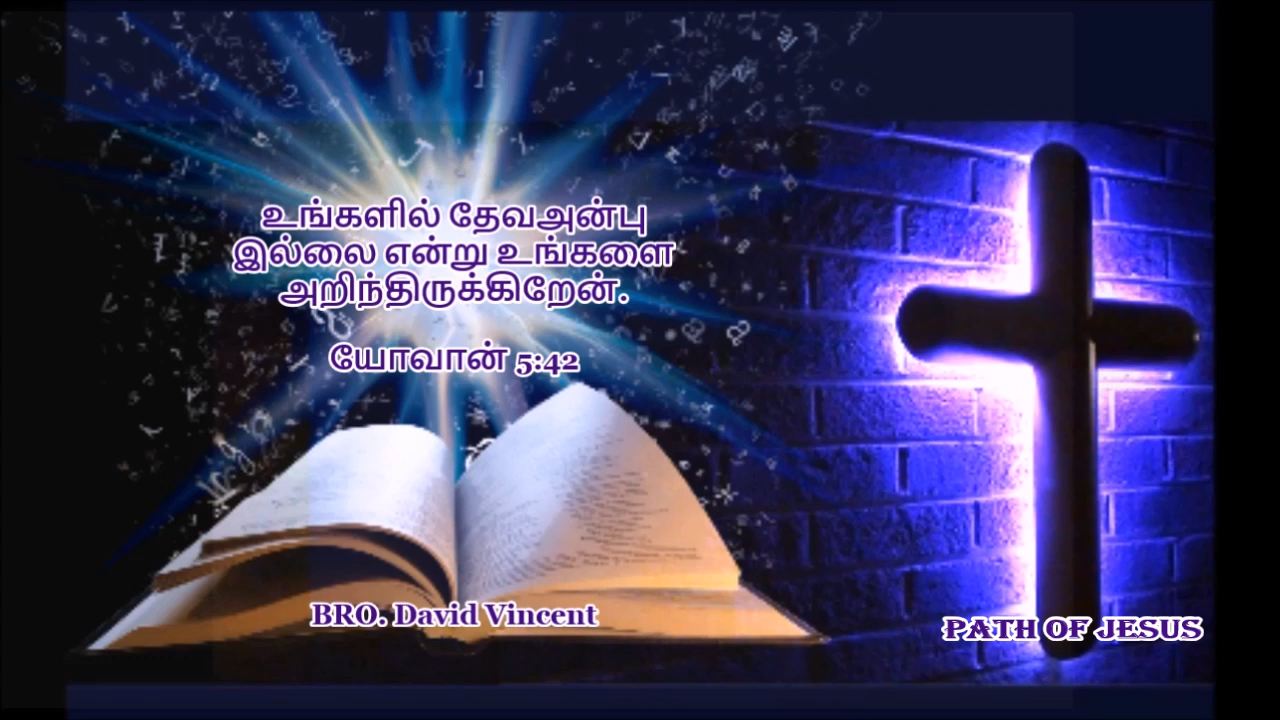 உங்களில் தேவஅன்பு
இல்லை என்று உங்களை
அறிந்திருக்கிறேன்.
யோவான் 5:42
BRO. David Vincent
PATH OF JESUS